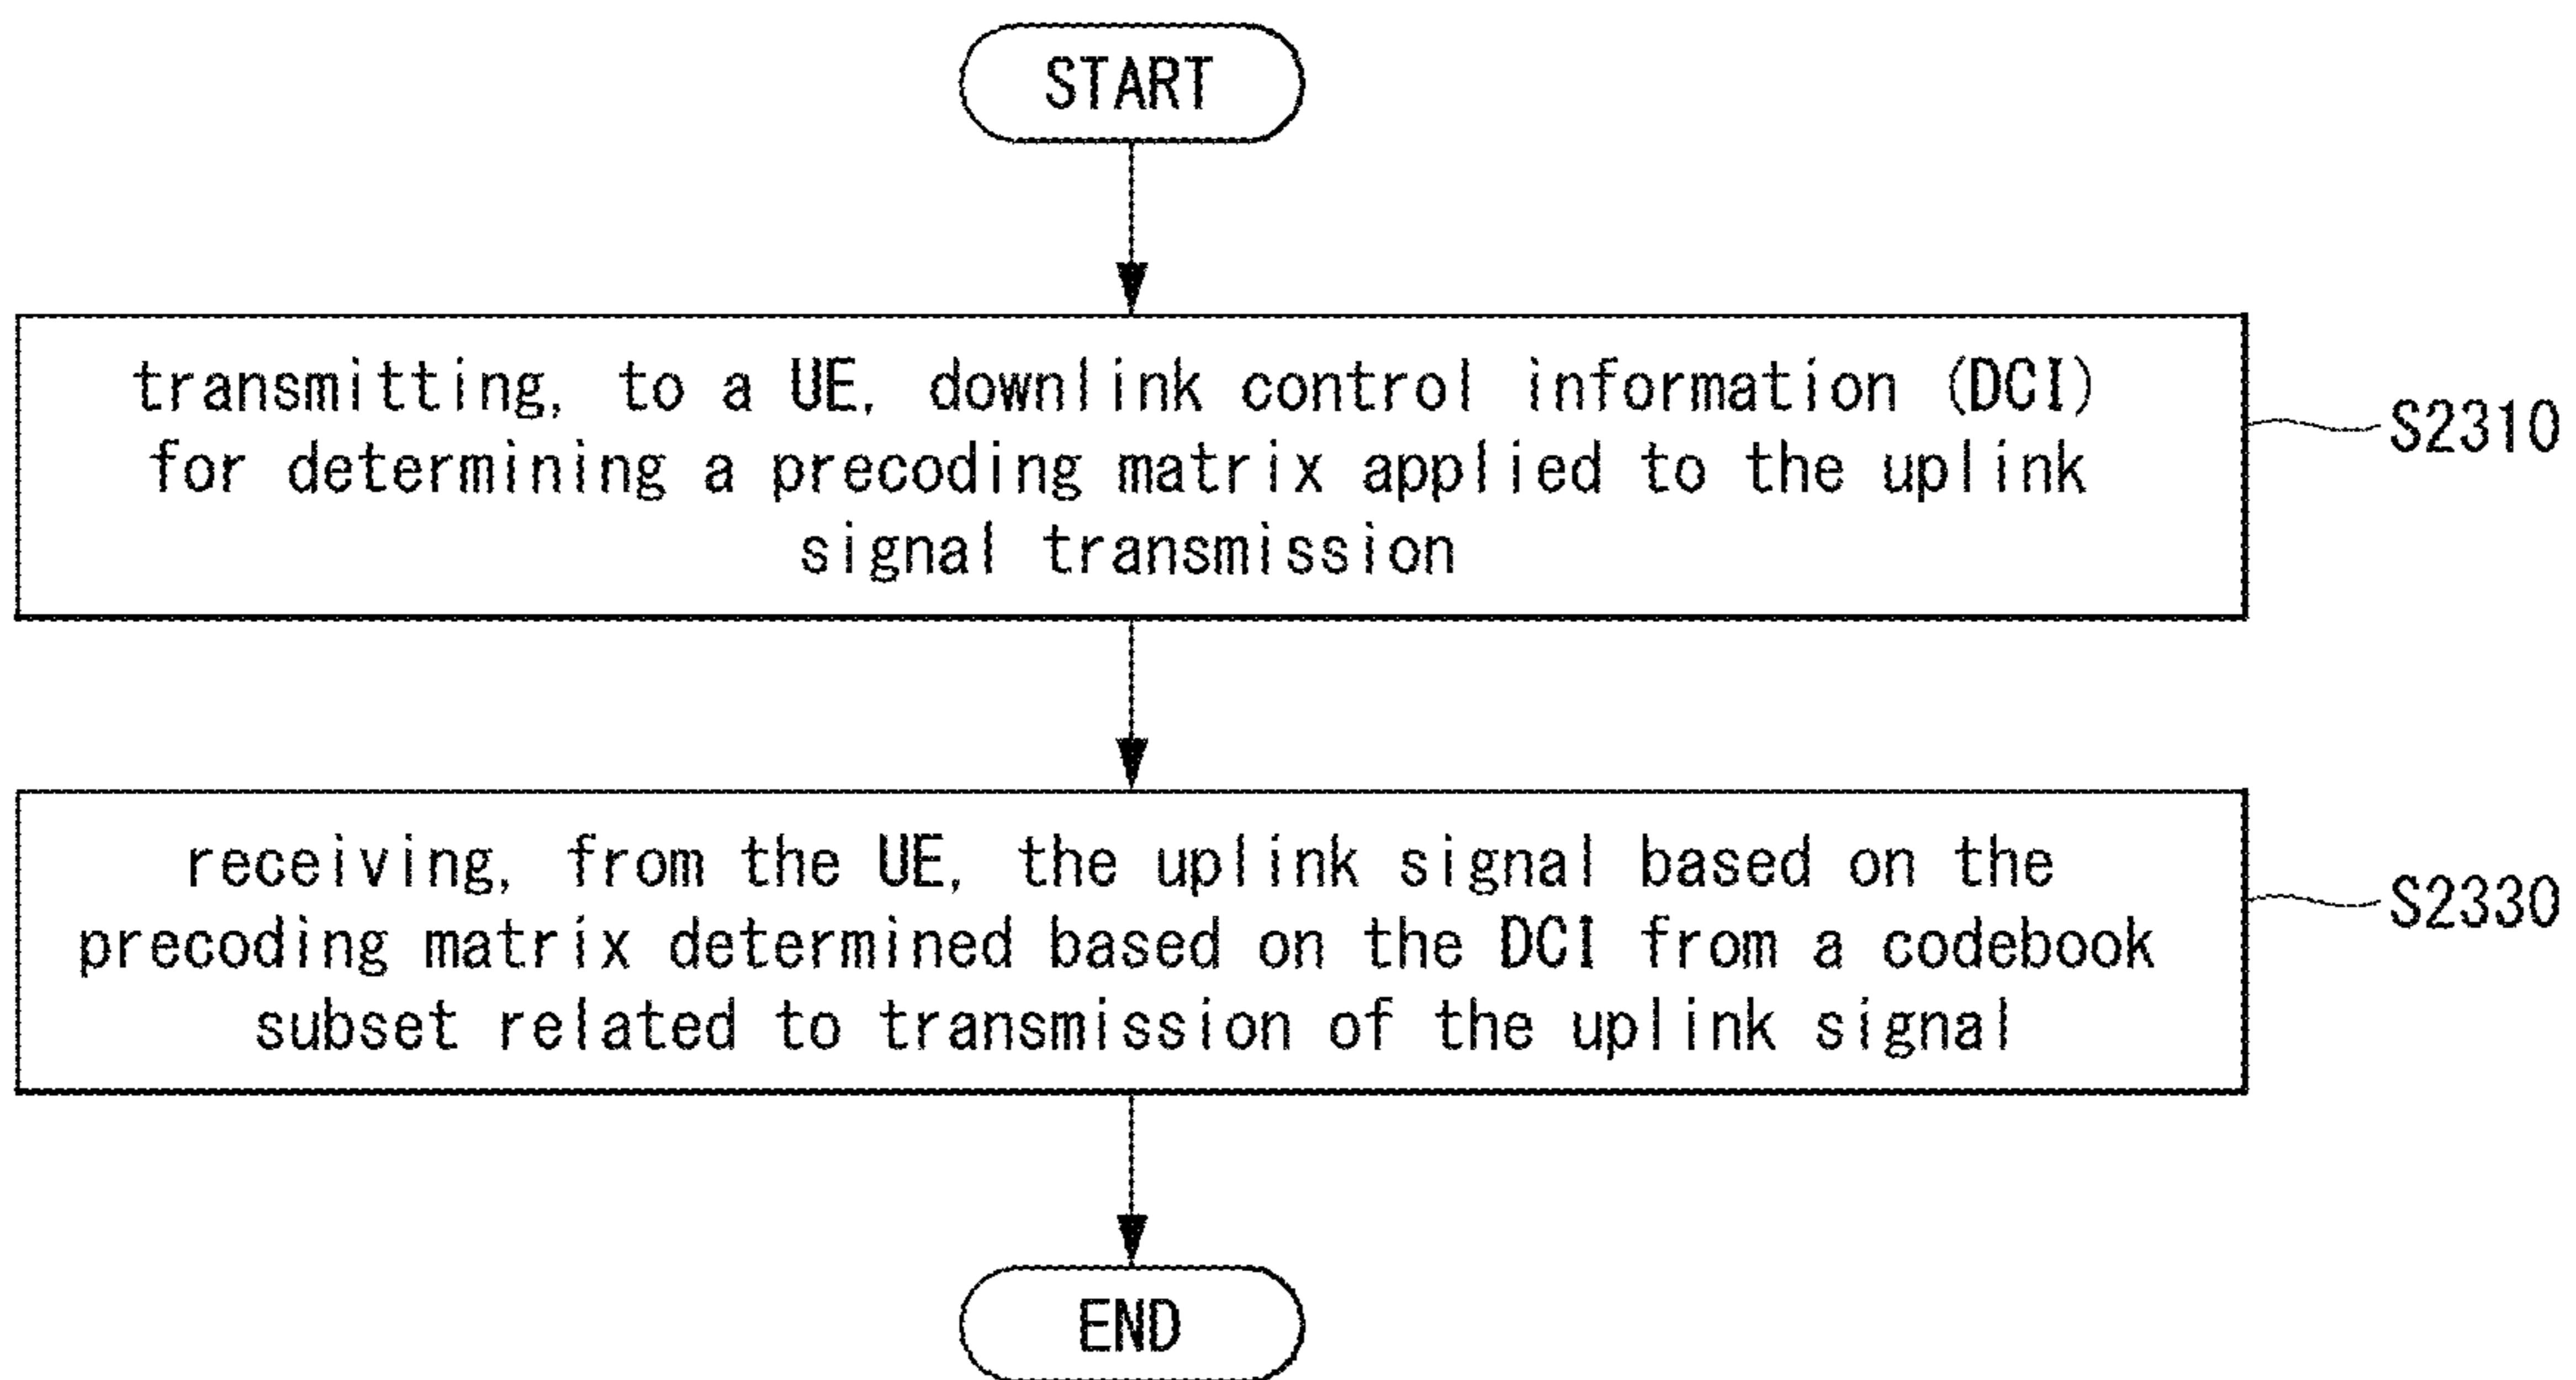 START
transmitting, to a UE, downlink control information (DCI)
for determining a precoding matrix applied to the uplink
signal transmission
S2310
receiving, from the UE, the uplink signal based on the
precoding matrix determined based on the DCI from a codebook
subset related to transmission of the uplink signal
S2330
END